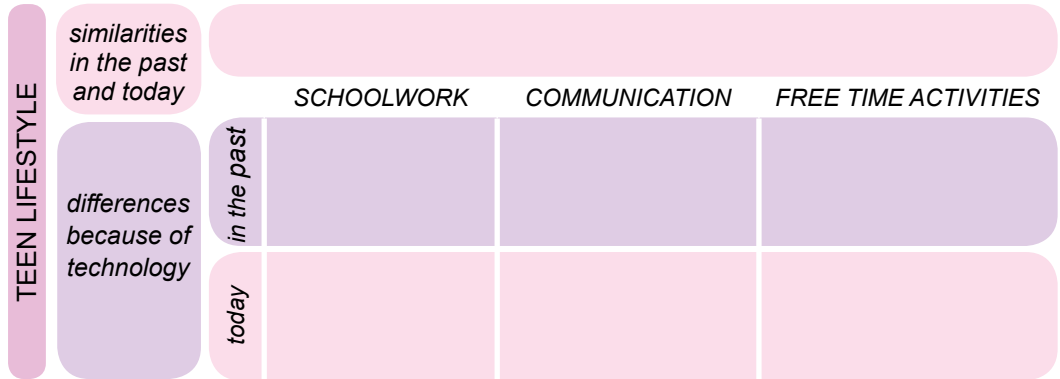 TEEN LIFESTYLE
similarities
in the past
and today
SCHOOLWORK
COMMUNICATION
FREE TIME ACTIVITIES
differences
because of
technology
in the past
today